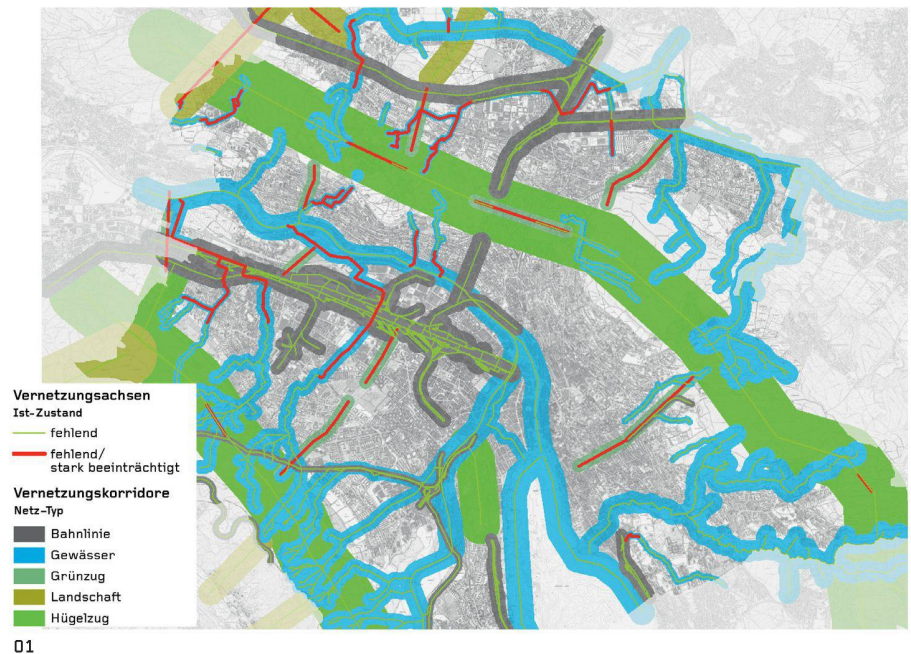 Vernetzungsachsen
Ist-Zustand
fehlend
fehlend/
stark beeinträchtigt
Vernetzungskorridore
Netz-Typ
Bahnlinie
Gewässer
Grünzug
Landschaft
Hügelzug
01